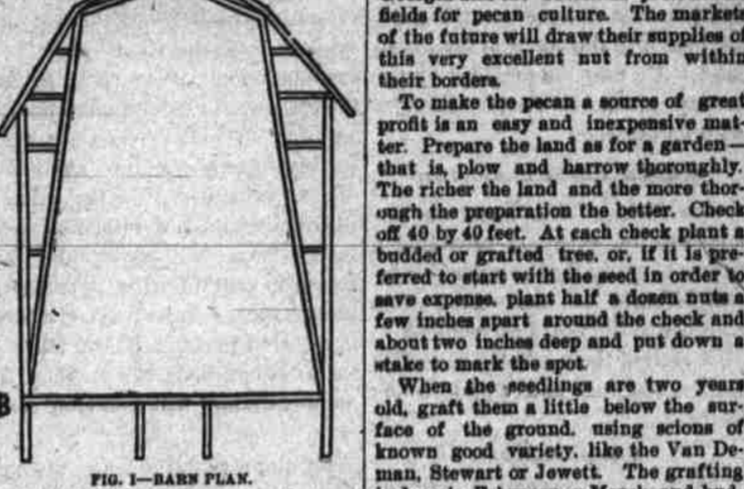 B
FIG. 1—BARN PLAN.
fields for pecan culture. The markets
of the future will draw their supplies of
this very excellent nut from within
their borders.
To make the pecan a source of great
profit is an easy and inexpensive mat-
ter. Prepare the land as for a garden—
that is, plow and harrow thoroughly.
The richer the land and the more thor-
ough the preparation the better. Check
off 40 by 40 feet. At each check plant a
budded or grafted tree, or, if it is pre-
ferred to start with the seed in order to
save expense, plant half a dozen nuts a
few inches apart around the check and
about two inches deep and put down a
stake to mark the spot.
When the seedlings are two years
old, graft them a little below the sur-
face of the ground, using scions of
known good variety, like the Van De-
man, Stewart or Jewett. The grafting